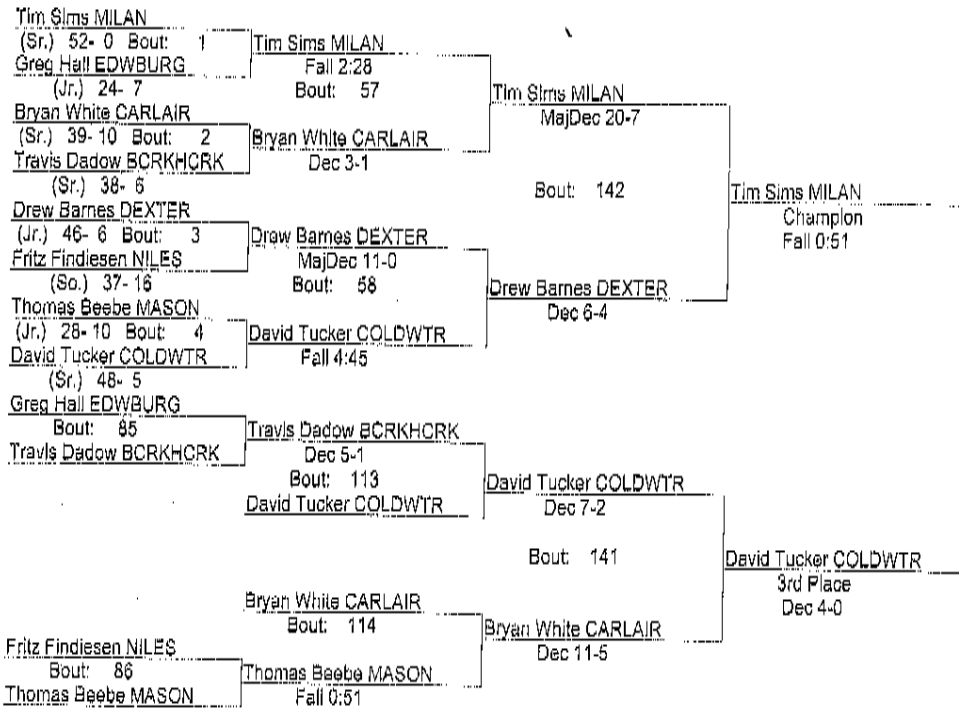 Tim Sims MILAN
(Sr.) 52- 0 Bout: 1
Greg Hall EDWBURG
(Jr.) 24- 7
Bryan White CARLAIR
(Sr.) 39- 10 Bout: 2
Travis Dadow BCRKHCRK
(Sr.) 38- 6
Drew Barnes DEXTER
(Jr.) 46- 6 Bout: 3
Fritz Findiesen NILES
(So.) 37- 16
Thomas Beebe MASON
(Jr.) 28- 10 Bout: 4
David Tucker COLDWTR
(Sr.) 48- 5
Greg Hall EDWBURG
Bout: 85
Travis Dadow BCRKHCRK
Fritz Findiesen NILES
Bout: 86
Thomas Beebe MASON
Tim Sims MILAN
Fall 2:28
Bout: 57
Bryan White CARLAIR
Dec 3-1
Drew Barnes DEXTER
MajDec 11-0
Bout: 58
David Tucker COLDWTR
Fall 4:45
Travis Dadow BCRKHCRK
Dec 5-1
Bout: 113
David Tucker COLDWTR
Bryan White CARLAIR
Bout: 114
Thomas Beebe MASON
Fall 0:51
Tim Sims MILAN
MajDec 20-7
Bout: 142
Drew Barnes DEXTER
Dec 6-4
David Tucker COLDWTR
Dec 7-2
Bout: 141
Bryan White CARLAIR
Dec 11-5
Tim Sims MILAN
Champion
Fall 0:51
David Tucker COLDWTR
3rd Place
Dec 4-0